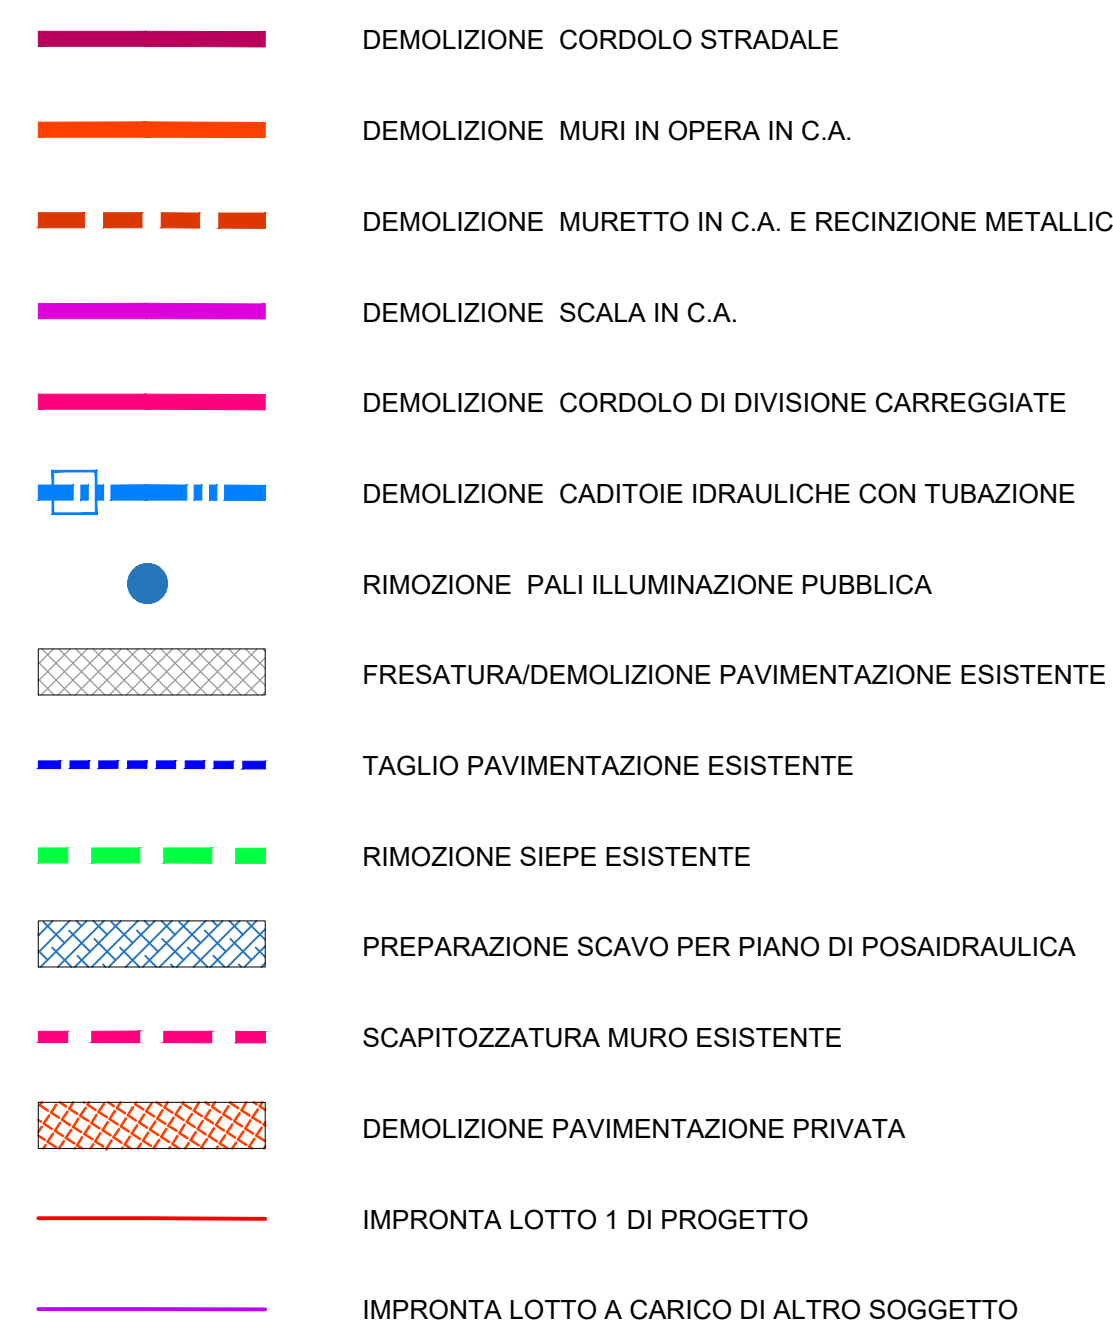 DEMOLIZIONE  CORDOLO STRADALE
DEMOLIZIONE  MURI IN OPERA IN C.A.
DEMOLIZIONE  MURETTO IN C.A. E RECINZIONE METALLIC
DEMOLIZIONE  SCALA IN C.A.
DEMOLIZIONE  CORDOLO DI DIVISIONE CARREGGIATE
DEMOLIZIONE  CADITOIE IDRAULICHE CON TUBAZIONE
RIMOZIONE  PALI ILLUMINAZIONE PUBBLICA
FRESATURA/DEMOLIZIONE PAVIMENTAZIONE ESISTENTE
TAGLIO PAVIMENTAZIONE ESISTENTE
RIMOZIONE SIEPE ESISTENTE
PREPARAZIONE SCAVO PER PIANO DI POSAIDRAULICA
SCAPITOZZATURA MURO ESISTENTE
DEMOLIZIONE PAVIMENTAZIONE PRIVATA
IMPRONTA LOTTO 1 DI PROGETTO
IMPRONTA LOTTO A CARICO DI ALTRO SOGGETTO